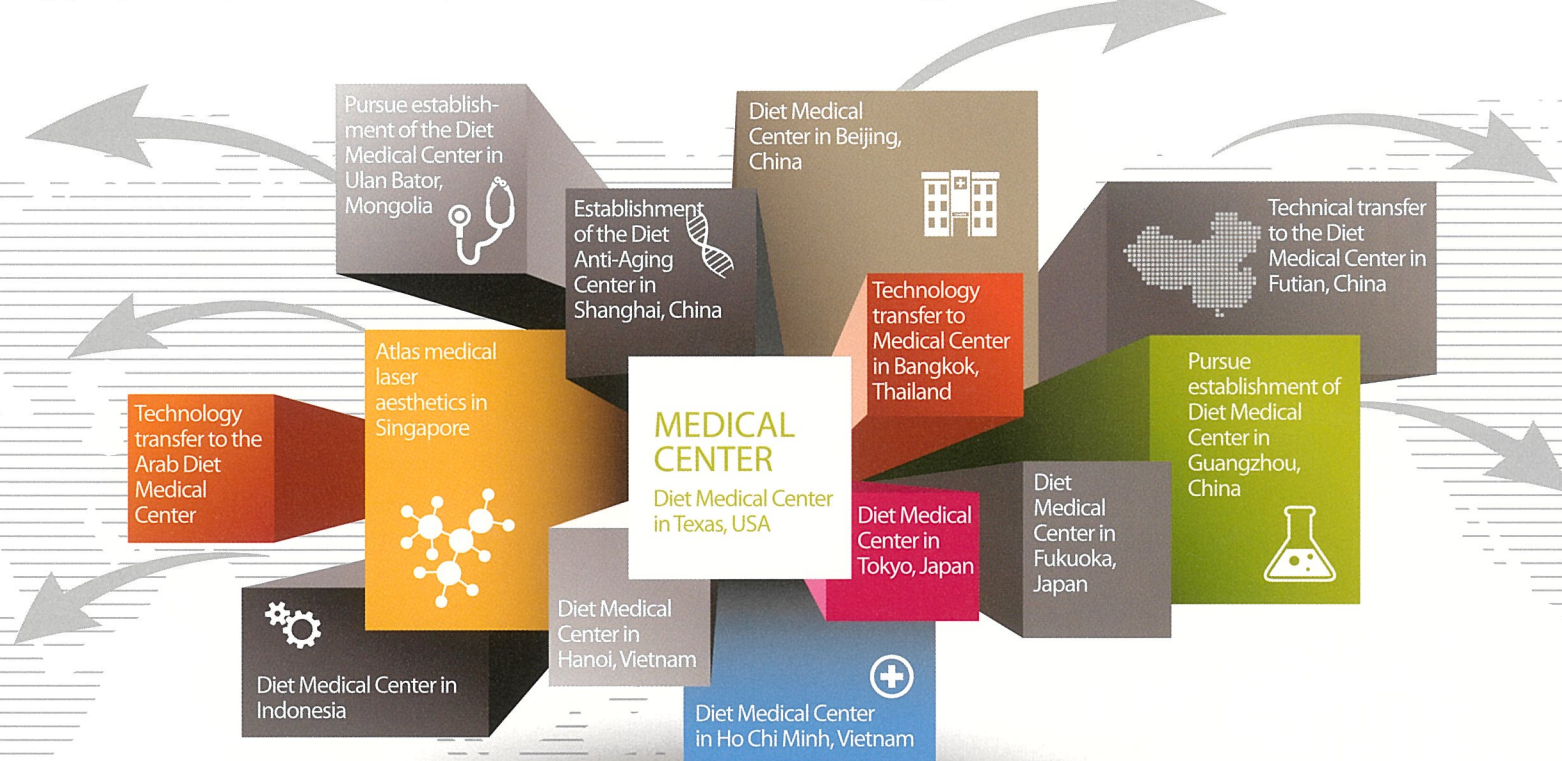 Pursue establish-
ment of the Diet
Medical Center in
Ulan Bator,
Mongolia
Establishment
of the Diet
Anti-Aging
Center in
Shanghai, China
Diet Medical
Center in Beijing,
China
Technical transfer
to the Diet
Medical Center in
Futian, China
Technology
transfer to
Medical Center
in Bangkok,
Thailand
Atlas medical
laser
aesthetics in
Singapore
Technology
transfer to the
Arab Diet
Medical
Center
MEDICAL
CENTER
Diet Medical Center
in Texas, USA
Pursue
establishment of
Diet Medical
Center in
Guangzhou,
China
Diet Medical
Center in
Tokyo, Japan
Diet
Medical
Center in
Fukuoka,
Japan
Diet Medical
Center in
Hanoi, Vietnam
Diet Medical Center in
Indonesia
Diet Medical Center
in Ho Chi Minh, Vietnam